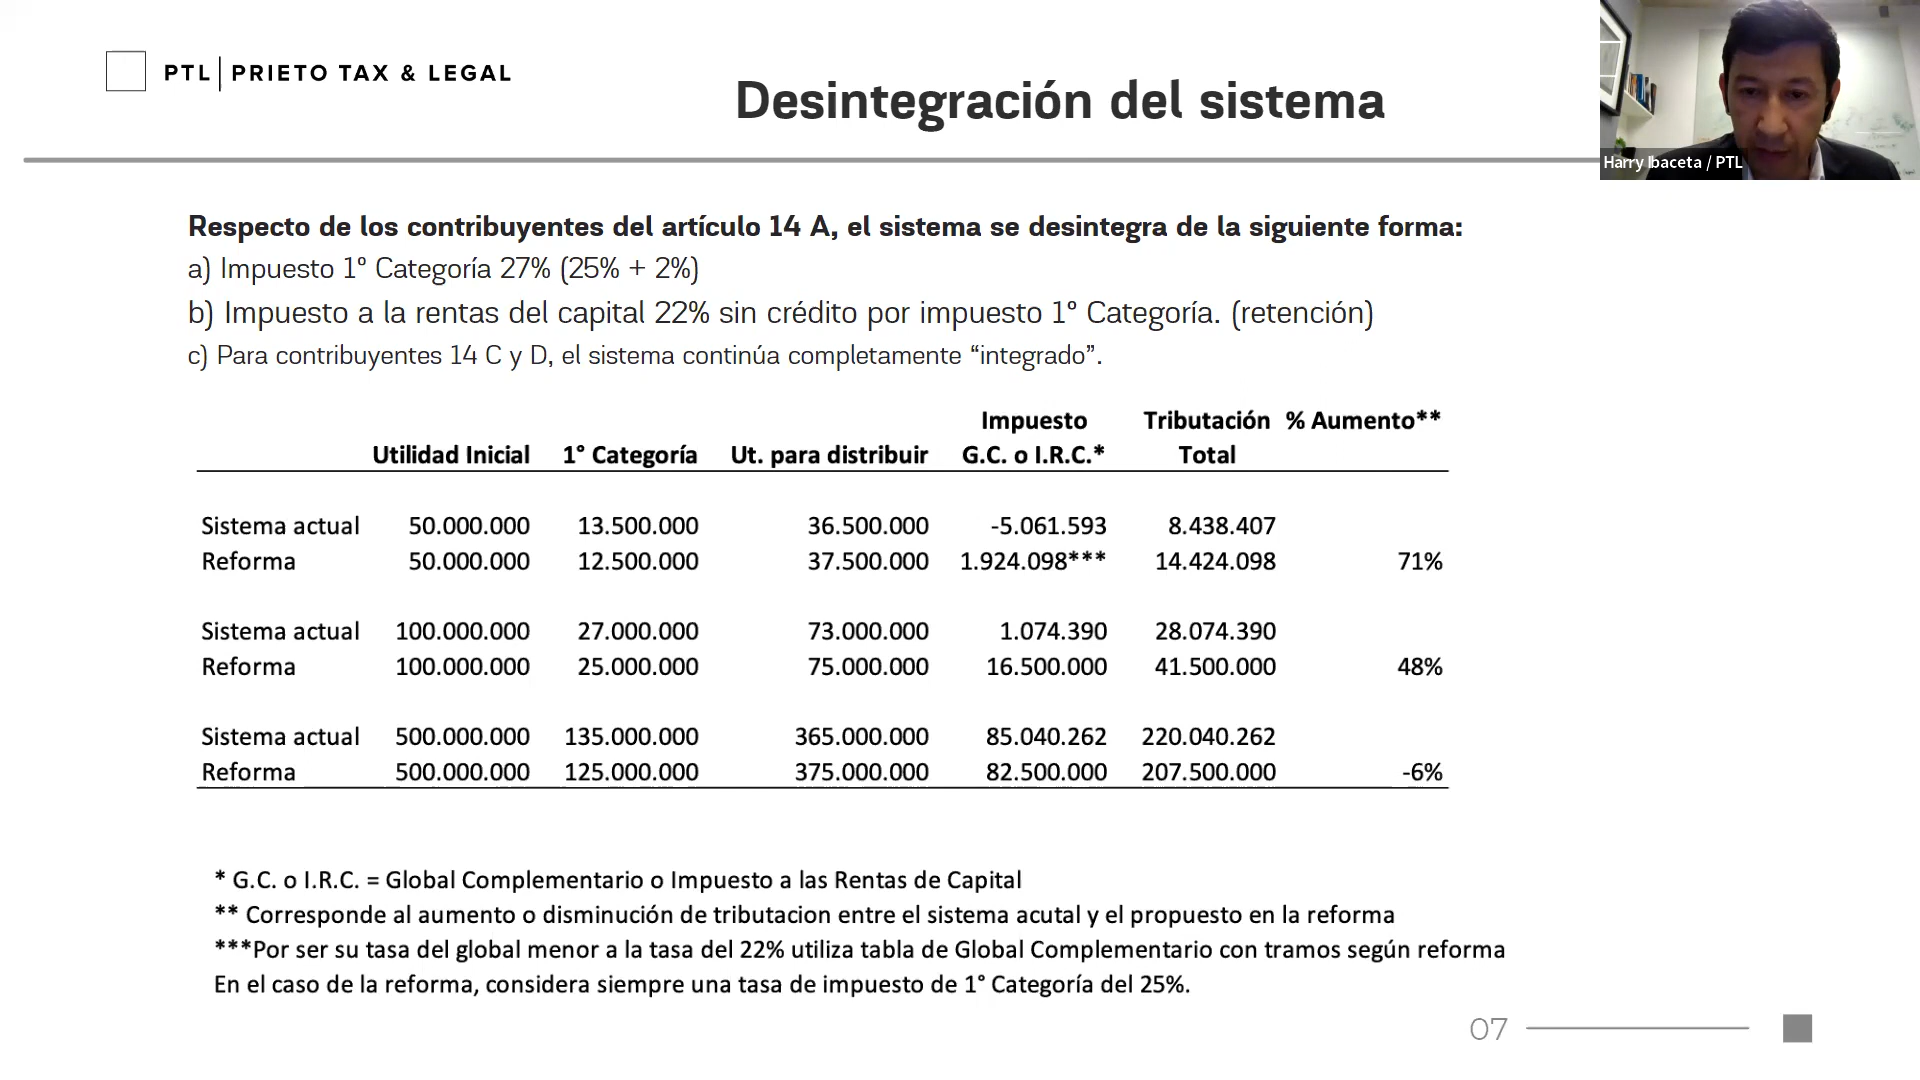 PTL | PRIETO TAX & LEGAL
Desintegración del sistema
Harry Ibaceta / PTL
Respecto de los contribuyentes del artículo 14 A, el sistema se desintegra de la siguiente forma:
a) Impuesto 1º Categoría 27% (25% + 2%)
b) Impuesto a la rentas del capital 22% sin crédito por impuesto 1º Categoría. (retención)
c) Para contribuyentes 14 C y D, el sistema continúa completamente “integrado”.
Impuesto Tributación % Aumento**
Utilidad Inicial 1° Categoría Ut. para distribuir G.C. o I.R.C.* Total
Sistema actual 50.000.000 13.500.000 36.500.000 -5.061.593 8.438.407
Reforma 50.000.000 12.500.000 37.500.000 1.924.098*** 14.424.098 71%
Sistema actual 100.000.000 27.000.000 73.000.000 1.074.390 28.074.390
Reforma 100.000.000 25.000.000 75.000.000 16.500.000 41.500.000 48%
Sistema actual 500.000.000 135.000.000 365.000.000 85.040.262 220.040.262
Reforma 500.000.000 125.000.000 375.000.000 82.500.000 207.500.000 -6%
* G.C. o I.R.C. = Global Complementario o Impuesto a las Rentas de Capital
** Corresponde al aumento o disminución de tributacion entre el sistema acutal y el propuesto en la reforma
***Por ser su tasa del global menor a la tasa del 22% utiliza tabla de Global Complementario con tramos según reforma
En el caso de la reforma, considera siempre una tasa de impuesto de 1° Categoría del 25%.
07